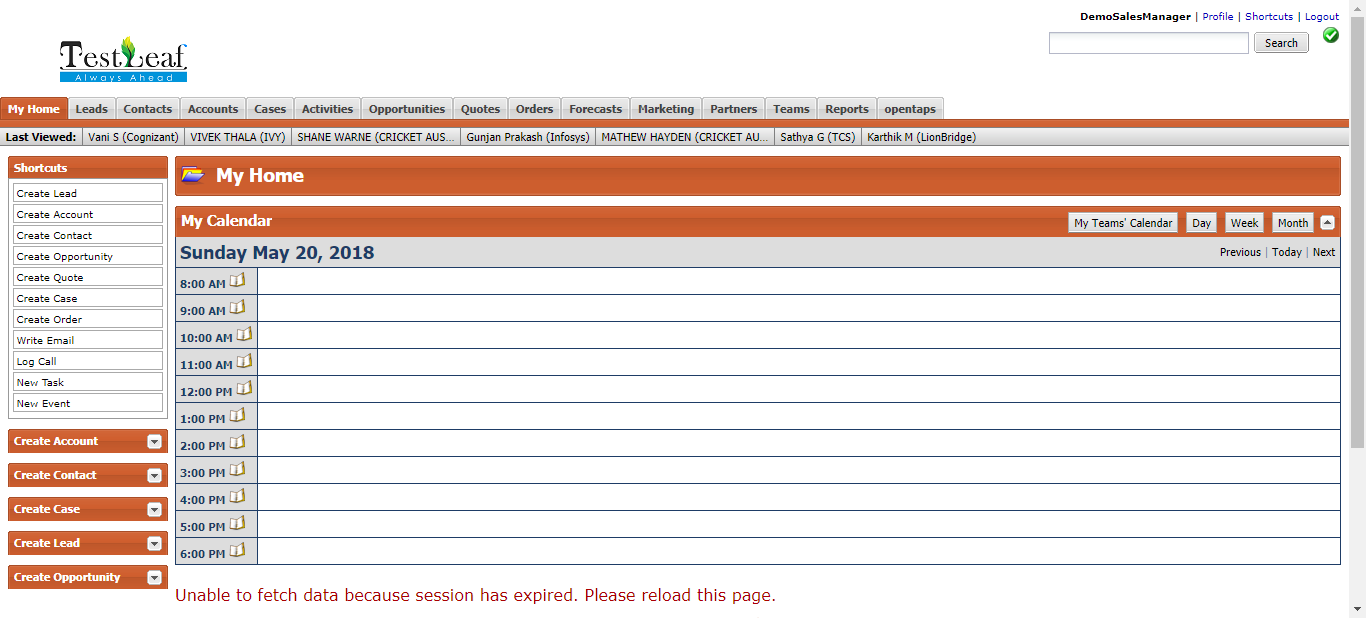 DemoSalesManager | Profile | Shortcuts | Logout
Search
TestLeaf
Always Ahead
My Home Leads Contacts Accounts Cases Activities Opportunities Quotes Orders Forecasts Marketing Partners Teams Reports opentaps
Last Viewed: Vani S (Cognizant) VIVEK THALA (IVY) SHANE WARNE (CRICKET AUS... Gunjan Prakash (Infosys) MATHEW HAYDEN (CRICKET AU... Sathya G (TCS) Karthik M (LionBridge)
Shortcuts
Create Lead
Create Account
Create Contact
Create Opportunity
Create Quote
Create Case
Create Order
Write Email
Log Call
New Task
New Event
Create Account
Create Contact
Create Case
Create Lead
Create Opportunity
My Home
My Calendar My Teams' Calendar Day Week Month
Sunday May 20, 2018 Previous | Today | Next
8:00 AM
9:00 AM
10:00 AM
11:00 AM
12:00 PM
1:00 PM
2:00 PM
3:00 PM
4:00 PM
5:00 PM
6:00 PM
Unable to fetch data because session has expired. Please reload this page.